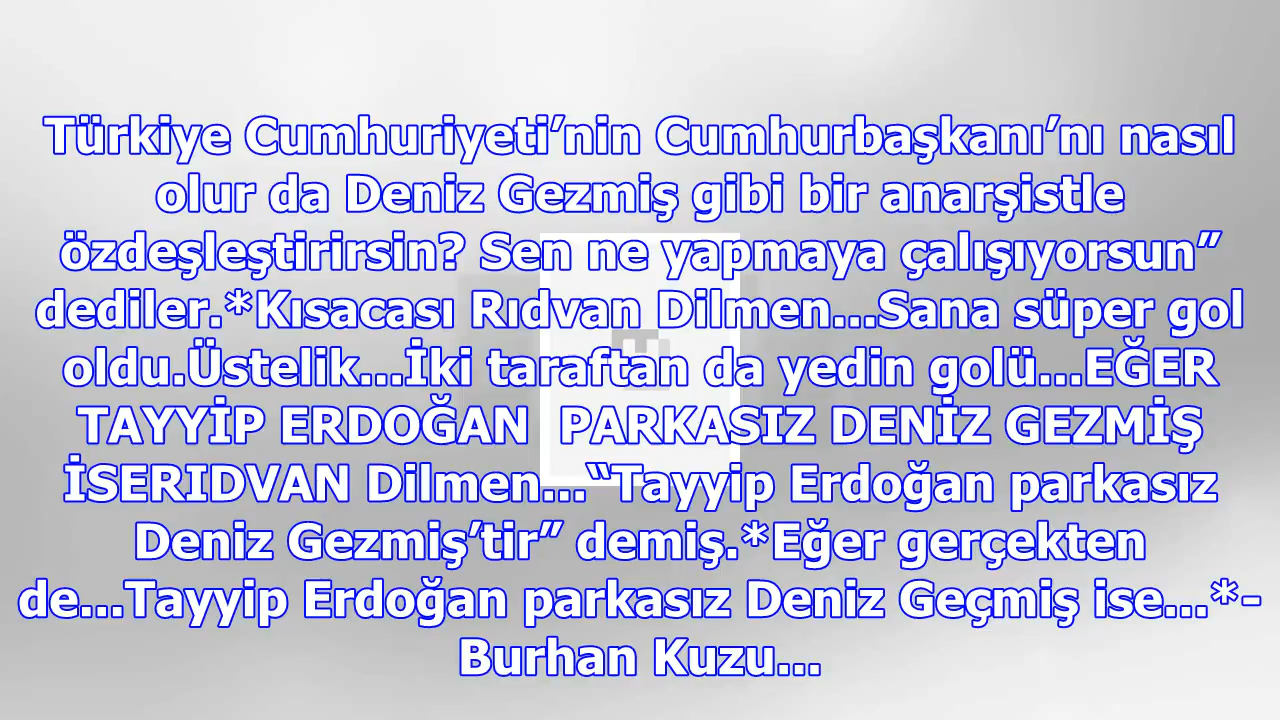 Türkiye Cumhuriyeti’nin Cumhurbaşkanı’nı nasıl
olur da Deniz Gezmiş gibi bir anarşistle
özdeşleştirirsin? Sen ne yapmaya çalışıyorsun”
dediler.*Kısacası Rıdvan Dilmen...Sana süper gol
oldu.Üstelik...İki taraftan da yedin golü...EĞER
TAYYİP ERDOĞAN  PARKASIZ DENİZ GEZMİŞ
İSERIDVAN Dilmen...“Tayyip Erdoğan parkasız
Deniz Gezmiş’tir” demiş.*Eğer gerçekten
de...Tayyip Erdoğan parkasız Deniz Geçmiş ise...*-
Burhan Kuzu...